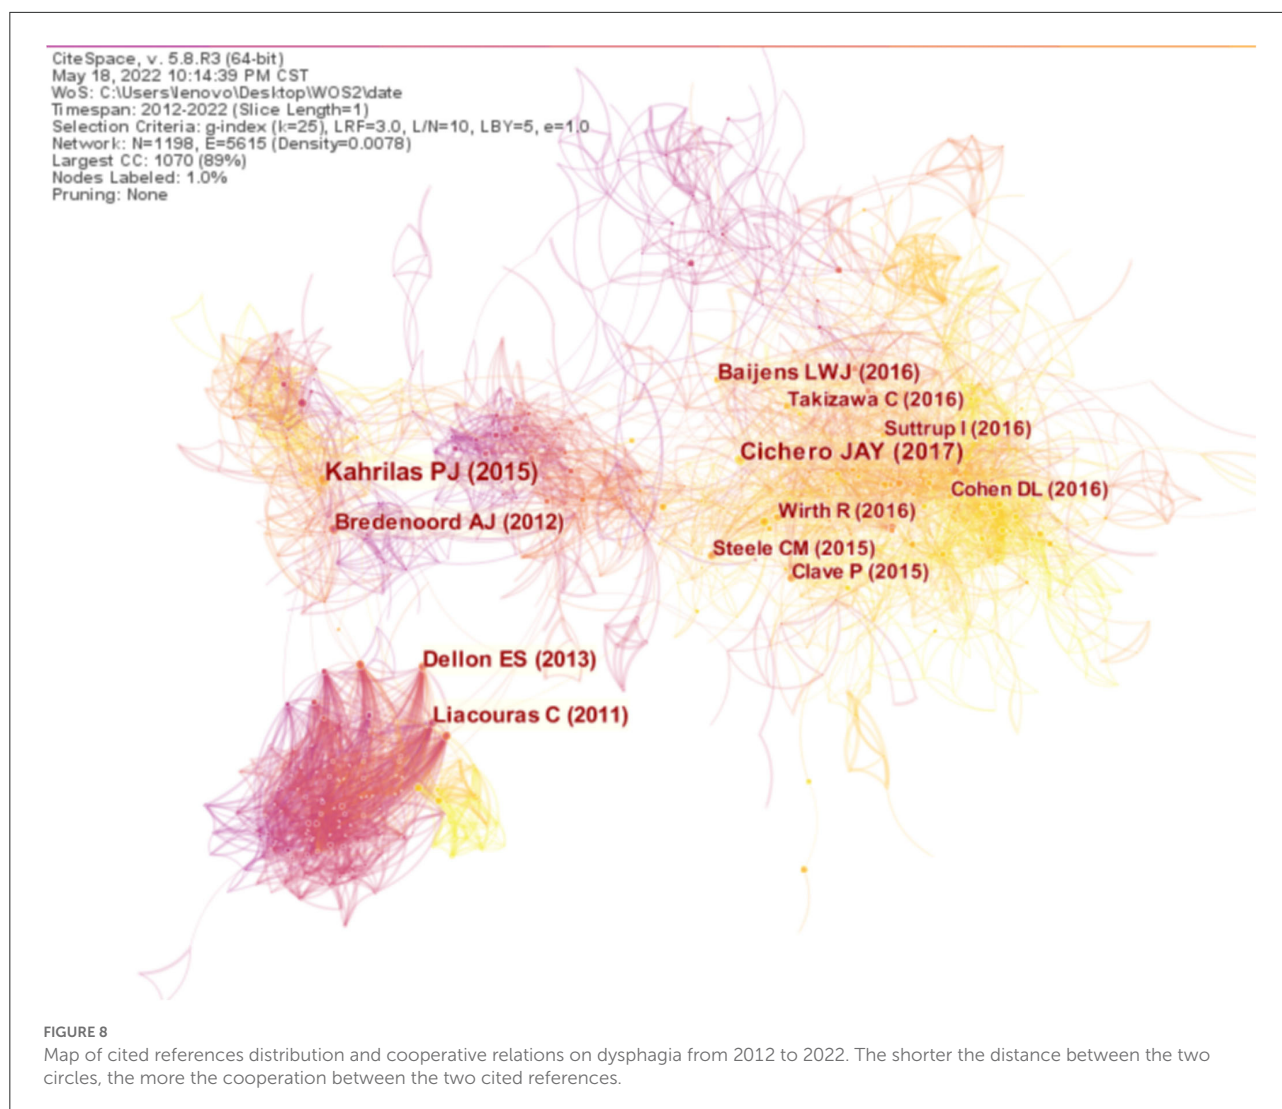 CiteSpace, v. 5.8.R3 (64-bit)
May 18, 2022 10:14:39 PM CST
WoS: C:\Users\lenovo\Desktop\WOS2\date
Timespan: 2012-2022 (Slice Length=1)
Selection Criteria: g-index (k=25), LRF=3.0, L/N=10, LBY=5, e=1.0
Network: N=1198, E=5615 (Density=0.0078)
Largest CC: 1070 (89%)
Nodes Labeled: 1.0%
Pruning: None
Baijens LWJ (2016)
Takizawa C (2016)
Suttrup I (2016)
Cichero JAY (2017)
Kahrilas PJ (2015)
Cohen DL (2016)
Wirth R (2016)
Bredenoord AJ (2012)
Steele CM (2015)
Clave P (2015)
Dellon ES (2013)
Liacouras C (2011)
FIGURE 8
Map of cited references distribution and cooperative relations on dysphagia from 2012 to 2022. The shorter the distance between the two
circles, the more the cooperation between the two cited references.